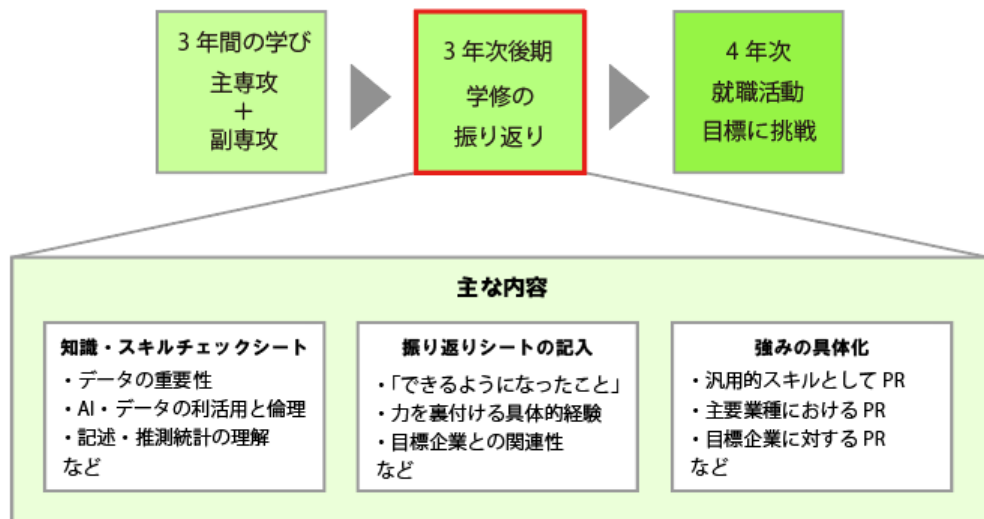 3年間の学び
主専攻
＋
副専攻
3年次後期
学修の
振り返り
4年次
就職活動
目標に挑戦
主な内容
知識・スキルチェックシート
・データの重要性
・AI・データの利活用と倫理
・記述・推測統計の理解
など
振り返りシートの記入
・「できるようになったこと」
・力を裏付ける具体的経験
・目標企業との関連性
など
強みの具体化
・汎用的スキルとしてPR
・主要業種におけるPR
・目標企業に対するPR
など